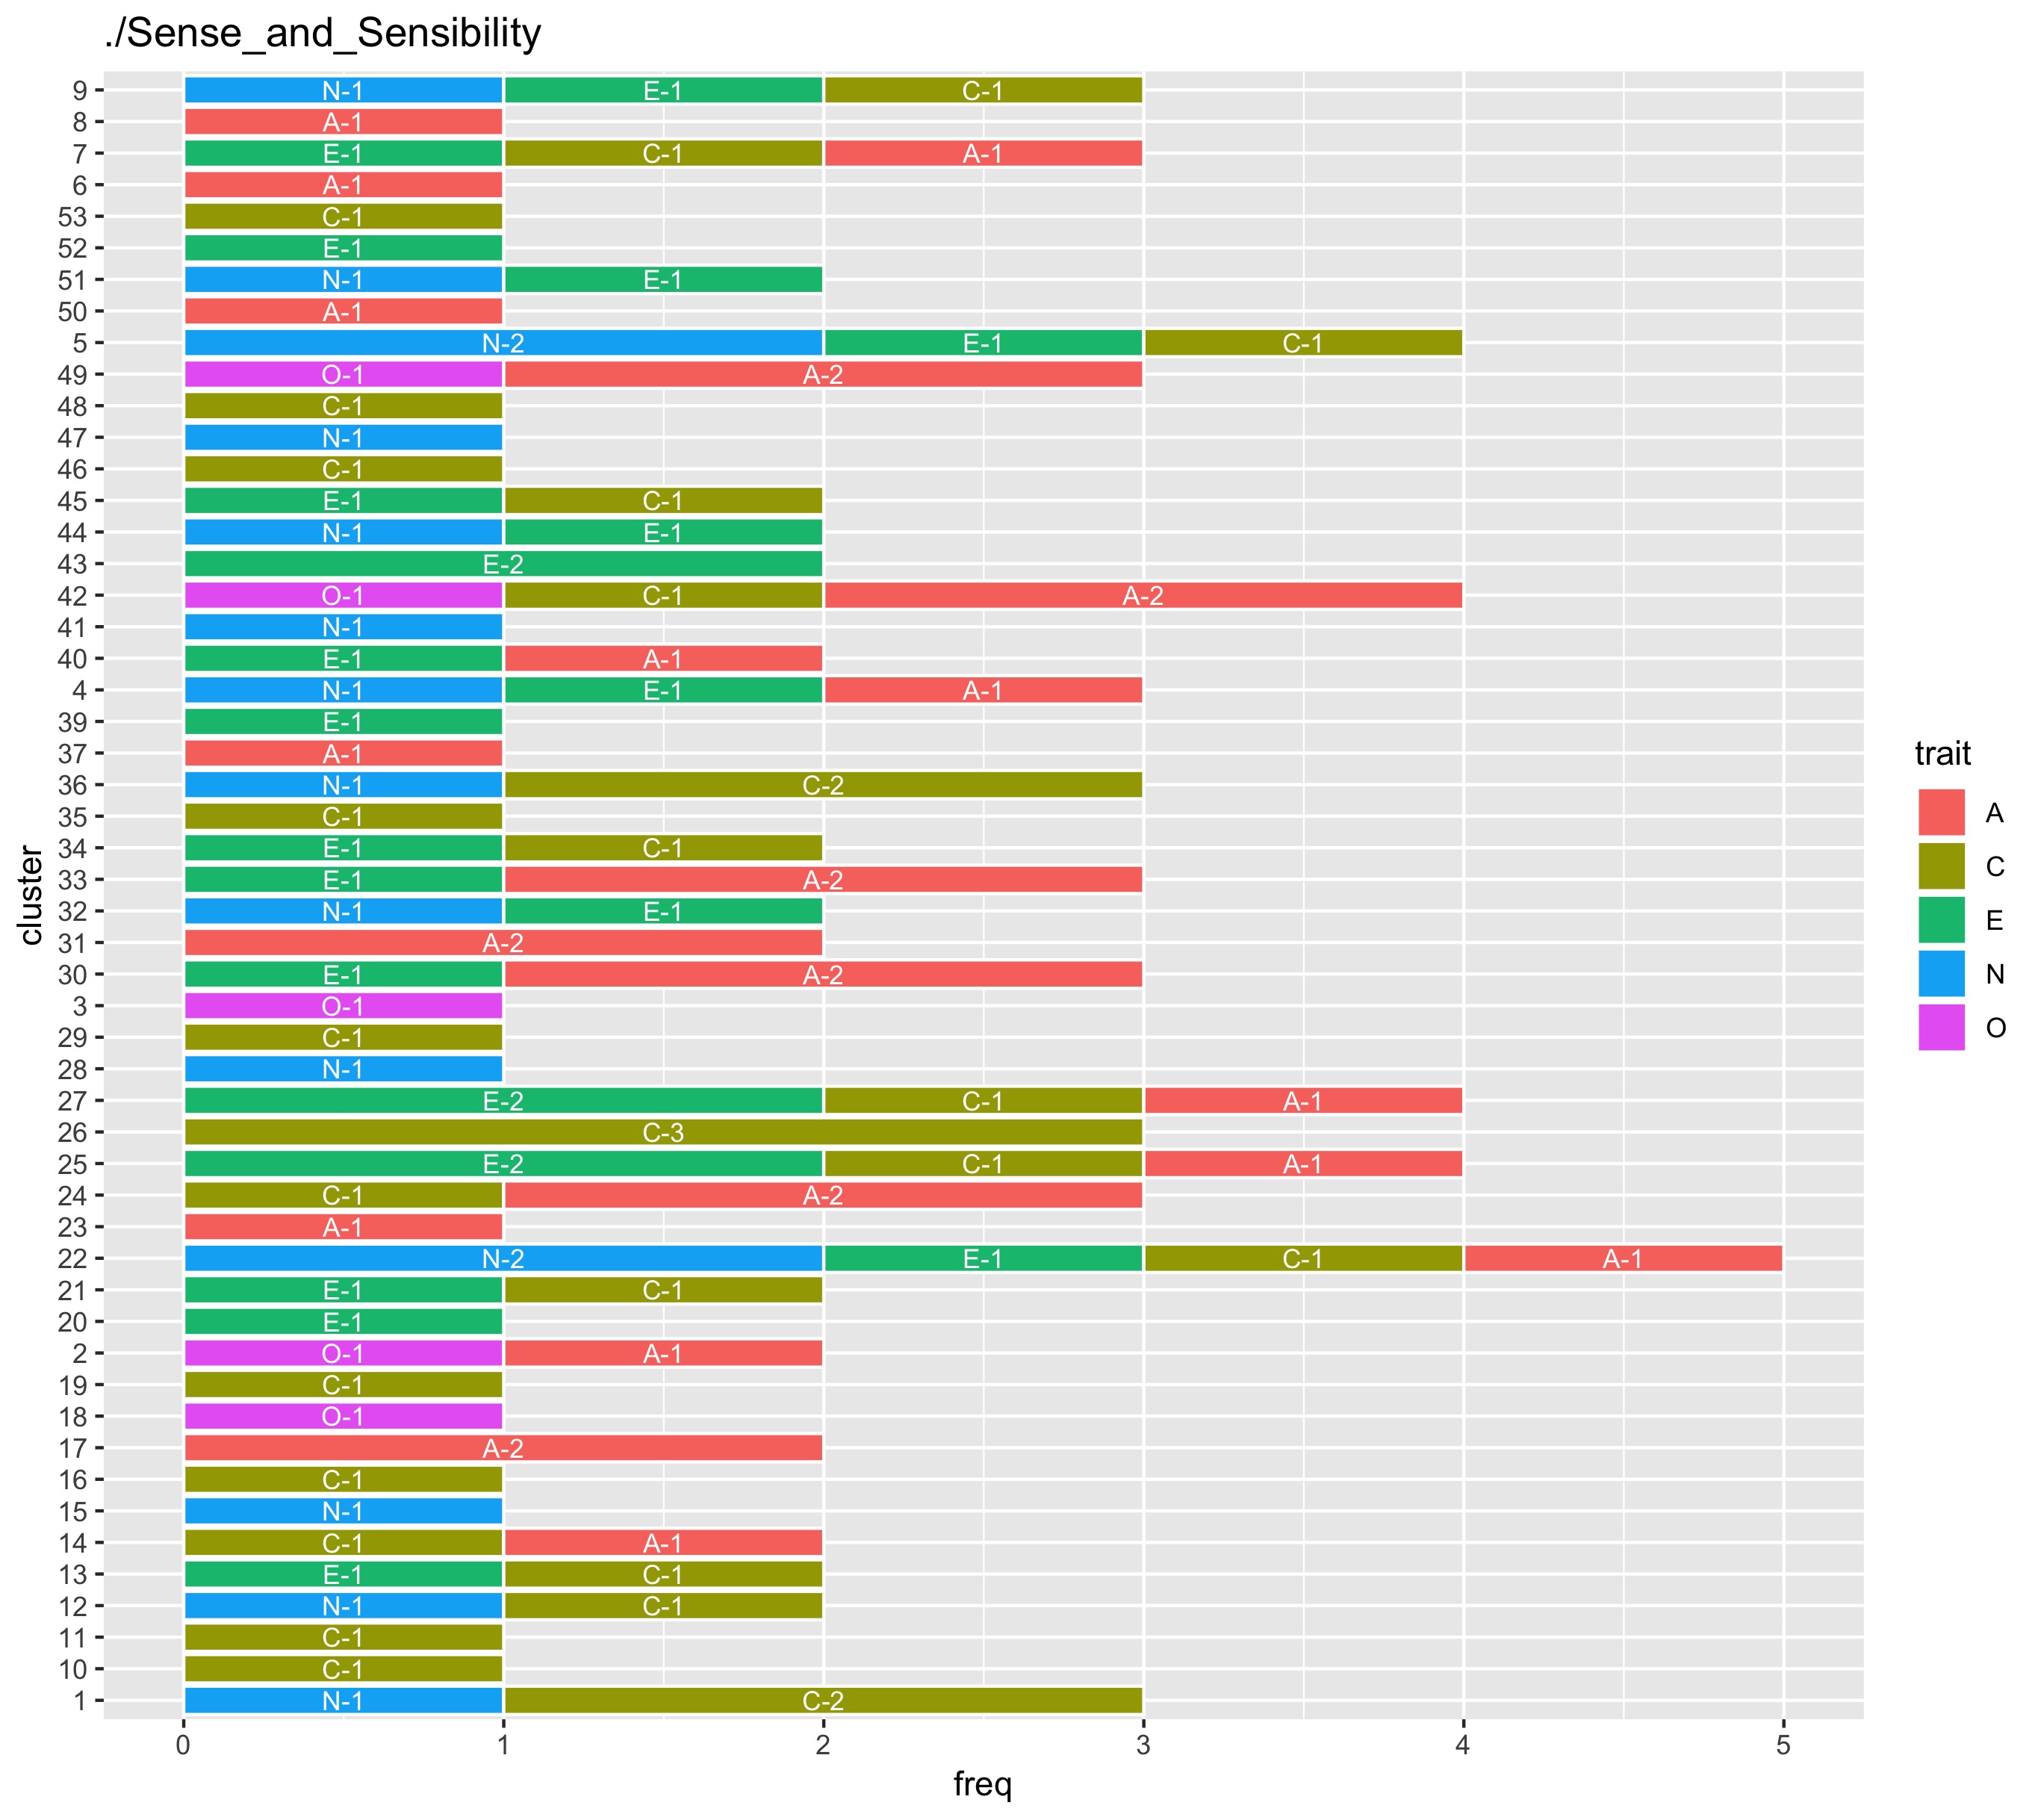 ./Sense_and_Sensibility
9 N-1 E-1 C-1
8 A-1
7 E-1 C-1 A-1
6 A-1
53 C-1
52 E-1
51 N-1 E-1
50 A-1
5 N-2 E-1 C-1
49 O-1 A-2
48 C-1
47 N-1
46 C-1
45 E-1 C-1
44 N-1 E-1
43 E-2
42 O-1 C-1 A-2
41 N-1
40 E-1 A-1
4 N-1 E-1 A-1
39 E-1
37 A-1
36 N-1 C-2
35 C-1
34 E-1 C-1
33 E-1 A-2
32 N-1 E-1
31 A-2
30 E-1 A-2
3 O-1
29 C-1
28 N-1
27 E-2 C-1 A-1
26 C-3
25 E-2 C-1 A-1
24 C-1 A-2
23 A-1
22 N-2 E-1 C-1 A-1
21 E-1 C-1
20 E-1
2 O-1 A-1
19 C-1
18 O-1
17 A-2
16 C-1
15 N-1
14 C-1 A-1
13 E-1 C-1
12 N-1 C-1
11 C-1
10 C-1
1 N-1 C-2
0 1 2 3 4 5
freq
cluster
trait
A
C
E
N
O